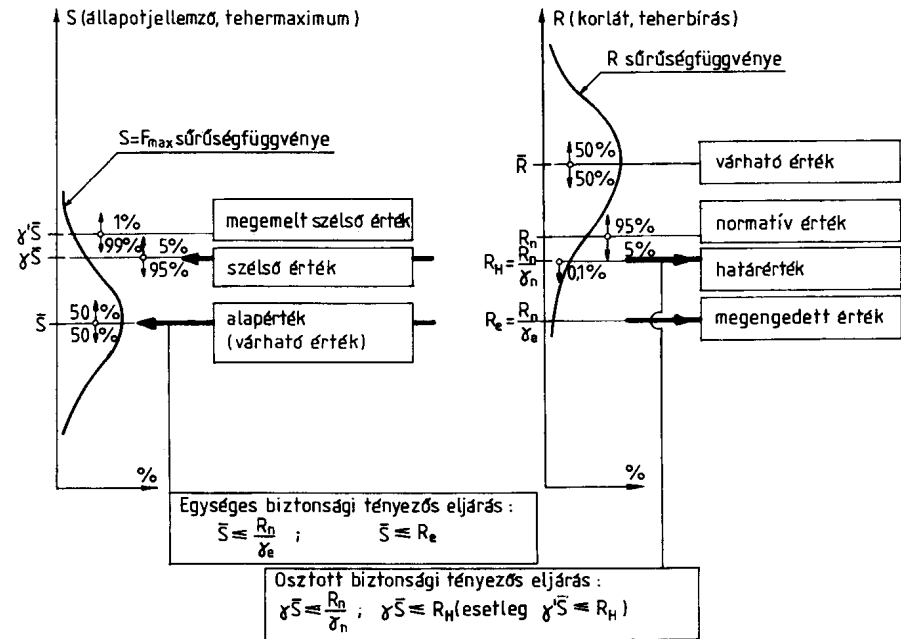 S (állapotjellemző, tehermaximum)
S=Fmax sűrűségfüggvénye
γ'S̄
1%
99%
megemelt szélső érték
γS̄
5%
95%
szélső érték
S̄
50%
50%
alapérték
(várható érték)
%
R (korlát, teherbírás)
R sűrűségfüggvénye
R̄
50%
50%
várható érték
Rn
95%
5%
normatív érték
RH = Rn/γn
0,1%
határérték
Re = Rn/γe
megengedett érték
%
Egységes biztonsági tényezős eljárás :
S̄ ≤ Rn/γe ; S̄ ≤ Re
Osztott biztonsági tényezős eljárás :
γS̄ ≤ Rn/γn ; γS̄ ≤ RH (esetleg γ'S̄ ≤ RH)